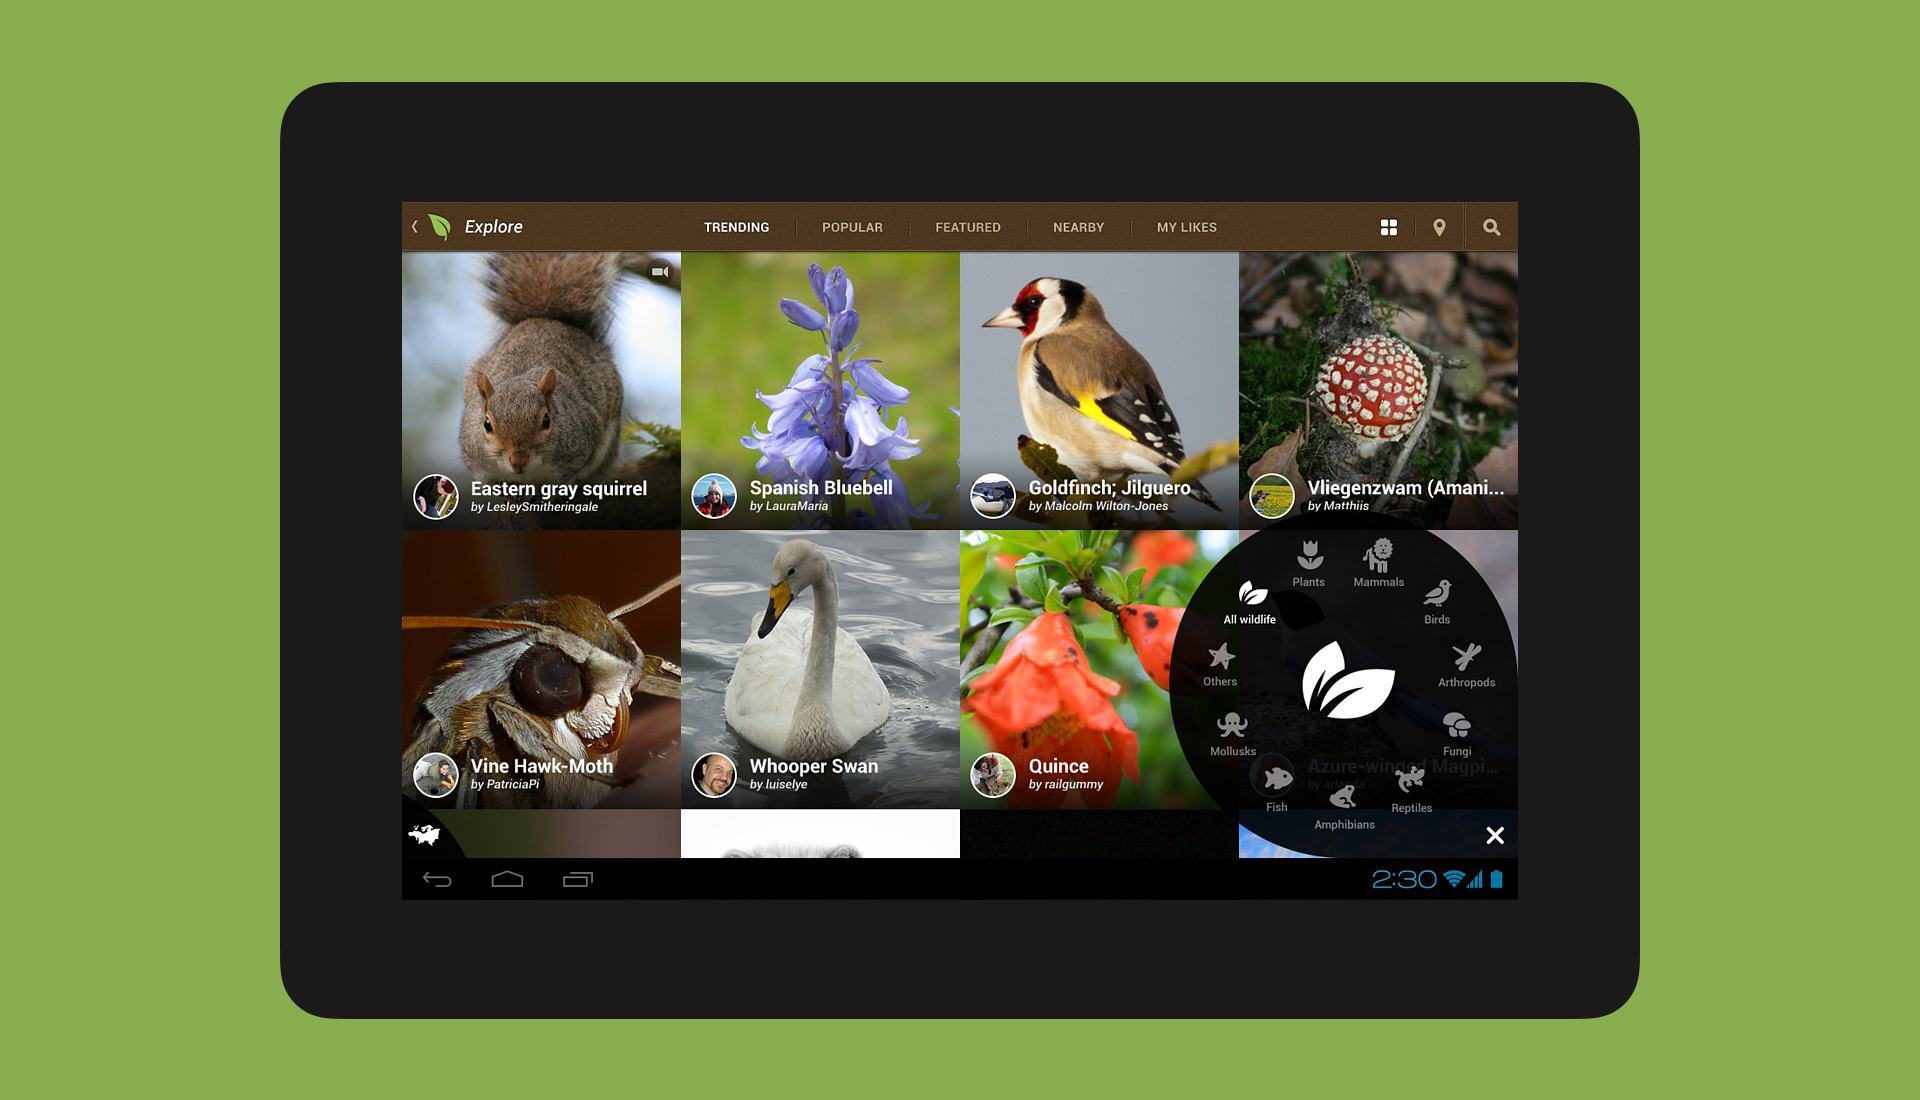 Explore
TRENDING
POPULAR
FEATURED
NEARBY
MY LIKES
Eastern gray squirrel
by LesleySmitheringale
Spanish Bluebell
by LauraMaria
Goldfinch; Jilguero
by Malcolm Wilton-Jones
Vliegenzwam (Amani...
by Matthijs
Vine Hawk-Moth
by PatriciaPi
Whooper Swan
by luiselye
Quince
by railgummy
Azure-winged Magpi...
by
Plants
Mammals
All wildlife
Birds
Others
Arthropods
Mollusks
Fungi
Fish
Reptiles
Amphibians
2:30